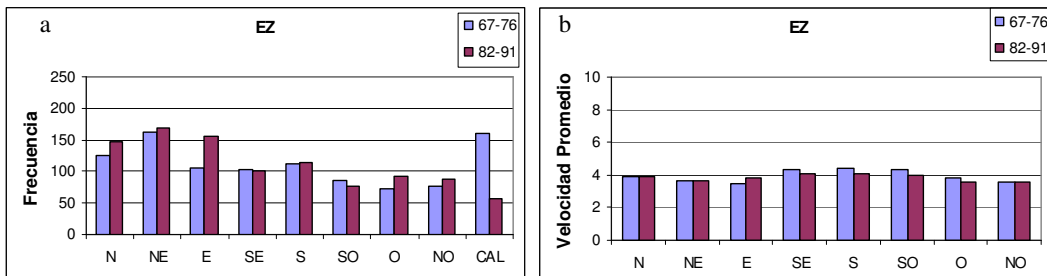 a
EZ
67-76
82-91
Frecuencia
250
200
150
100
50
0
N NE E SE S SO O NO CAL
b
EZ
67-76
82-91
Velocidad Promedio
10
8
6
4
2
0
N NE E SE S SO O NO